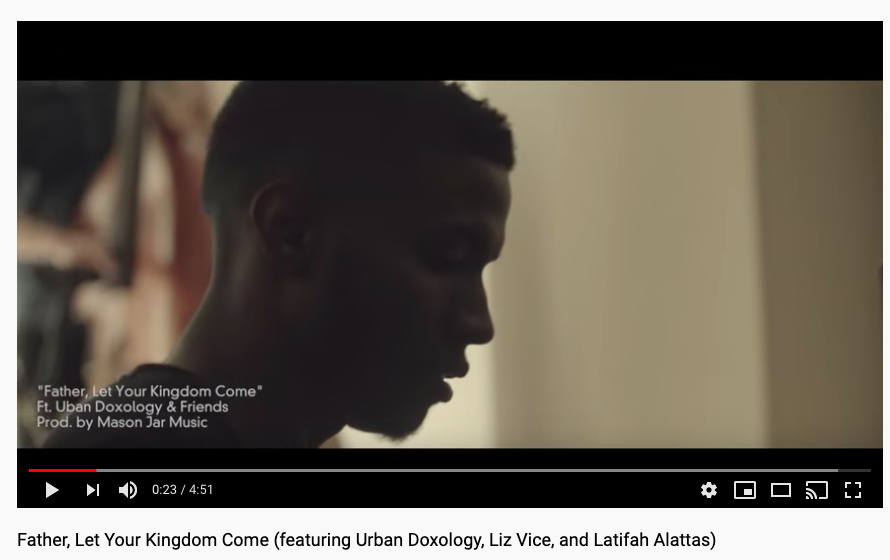 "Father, Let Your Kingdom Come"
Ft. Uban Doxology & Friends
Prod. by Mason Jar Music
0:23 / 4:51
Father, Let Your Kingdom Come (featuring Urban Doxology, Liz Vice, and Latifah Alattas)